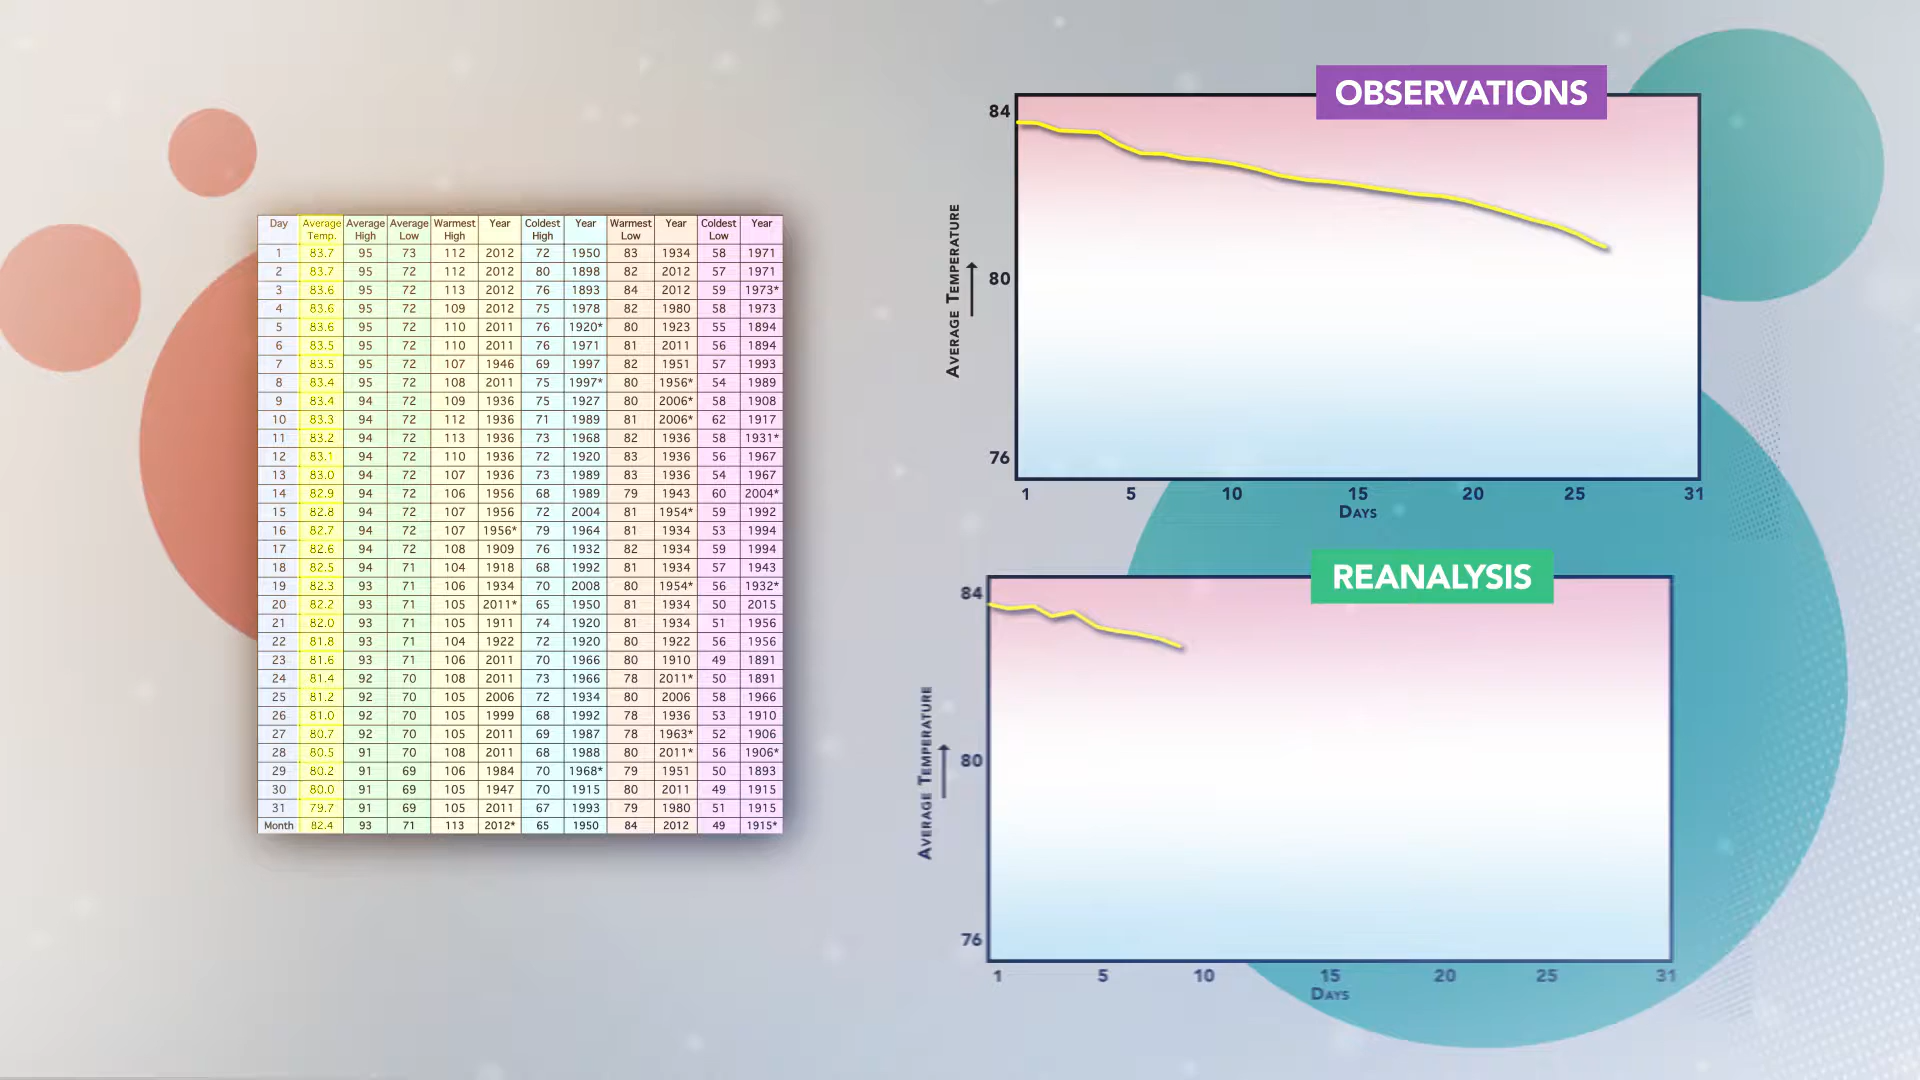 Day Average Average Average Warmest Year Coldest Year Warmest Year Coldest Year
Temp. High Low High High Low Low
1 83.7 95 73 112 2012 72 1950 83 1934 58 1971
2 83.7 95 72 112 2012 80 1898 82 2012 57 1971
3 83.6 95 72 113 2012 76 1893 84 2012 59 1973*
4 83.6 95 72 109 2012 75 1978 82 1980 58 1973
5 83.6 95 72 110 2011 76 1920* 80 1923 55 1894
6 83.5 95 72 110 2011 76 1971 81 2011 56 1894
7 83.5 95 72 107 1946 69 1997 82 1951 57 1993
8 83.4 95 72 108 2011 75 1997* 80 1956* 54 1989
9 83.4 94 72 109 1936 75 1927 80 2006* 58 1908
10 83.3 94 72 112 1936 71 1989 81 2006* 62 1917
11 83.2 94 72 113 1936 73 1968 82 1936 58 1931*
12 83.1 94 72 110 1936 72 1920 83 1936 56 1967
13 83.0 94 72 107 1936 73 1989 83 1936 54 1967
14 82.9 94 72 106 1956 68 1989 79 1943 60 2004*
15 82.8 94 72 107 1956 72 2004 81 1954* 59 1992
16 82.7 94 72 107 1956* 79 1964 81 1934 53 1994
17 82.6 94 72 108 1909 76 1932 82 1934 59 1994
18 82.5 94 71 104 1918 68 1992 81 1934 57 1943
19 82.3 93 71 106 1934 70 2008 80 1954* 56 1932*
20 82.2 93 71 105 2011* 65 1950 81 1934 50 2015
21 82.0 93 71 105 1911 74 1920 81 1934 51 1956
22 81.8 93 71 104 1922 72 1920 80 1922 56 1956
23 81.6 93 71 106 2011 70 1966 80 1910 49 1891
24 81.4 92 70 108 2011 73 1966 78 2011* 50 1891
25 81.2 92 70 105 2006 72 1934 80 2006 58 1966
26 81.0 92 70 105 1999 68 1992 78 1936 53 1910
27 80.7 92 70 105 2011 69 1987 78 1963* 52 1906
28 80.5 91 70 108 2011 68 1988 80 2011* 56 1906*
29 80.2 91 69 106 1984 70 1968* 79 1951 50 1893
30 80.0 91 69 105 1947 70 1915 80 2011 49 1915
31 79.7 91 69 105 2011 67 1993 79 1980 51 1915
Month 82.4 93 71 113 2012* 65 1950 84 2012 49 1915*
OBSERVATIONS
84
80
76
AVERAGE TEMPERATURE
1 5 10 15 20 25 31
DAYS
REANALYSIS
84
80
76
AVERAGE TEMPERATURE
1 5 10 15 20 25 31
DAYS